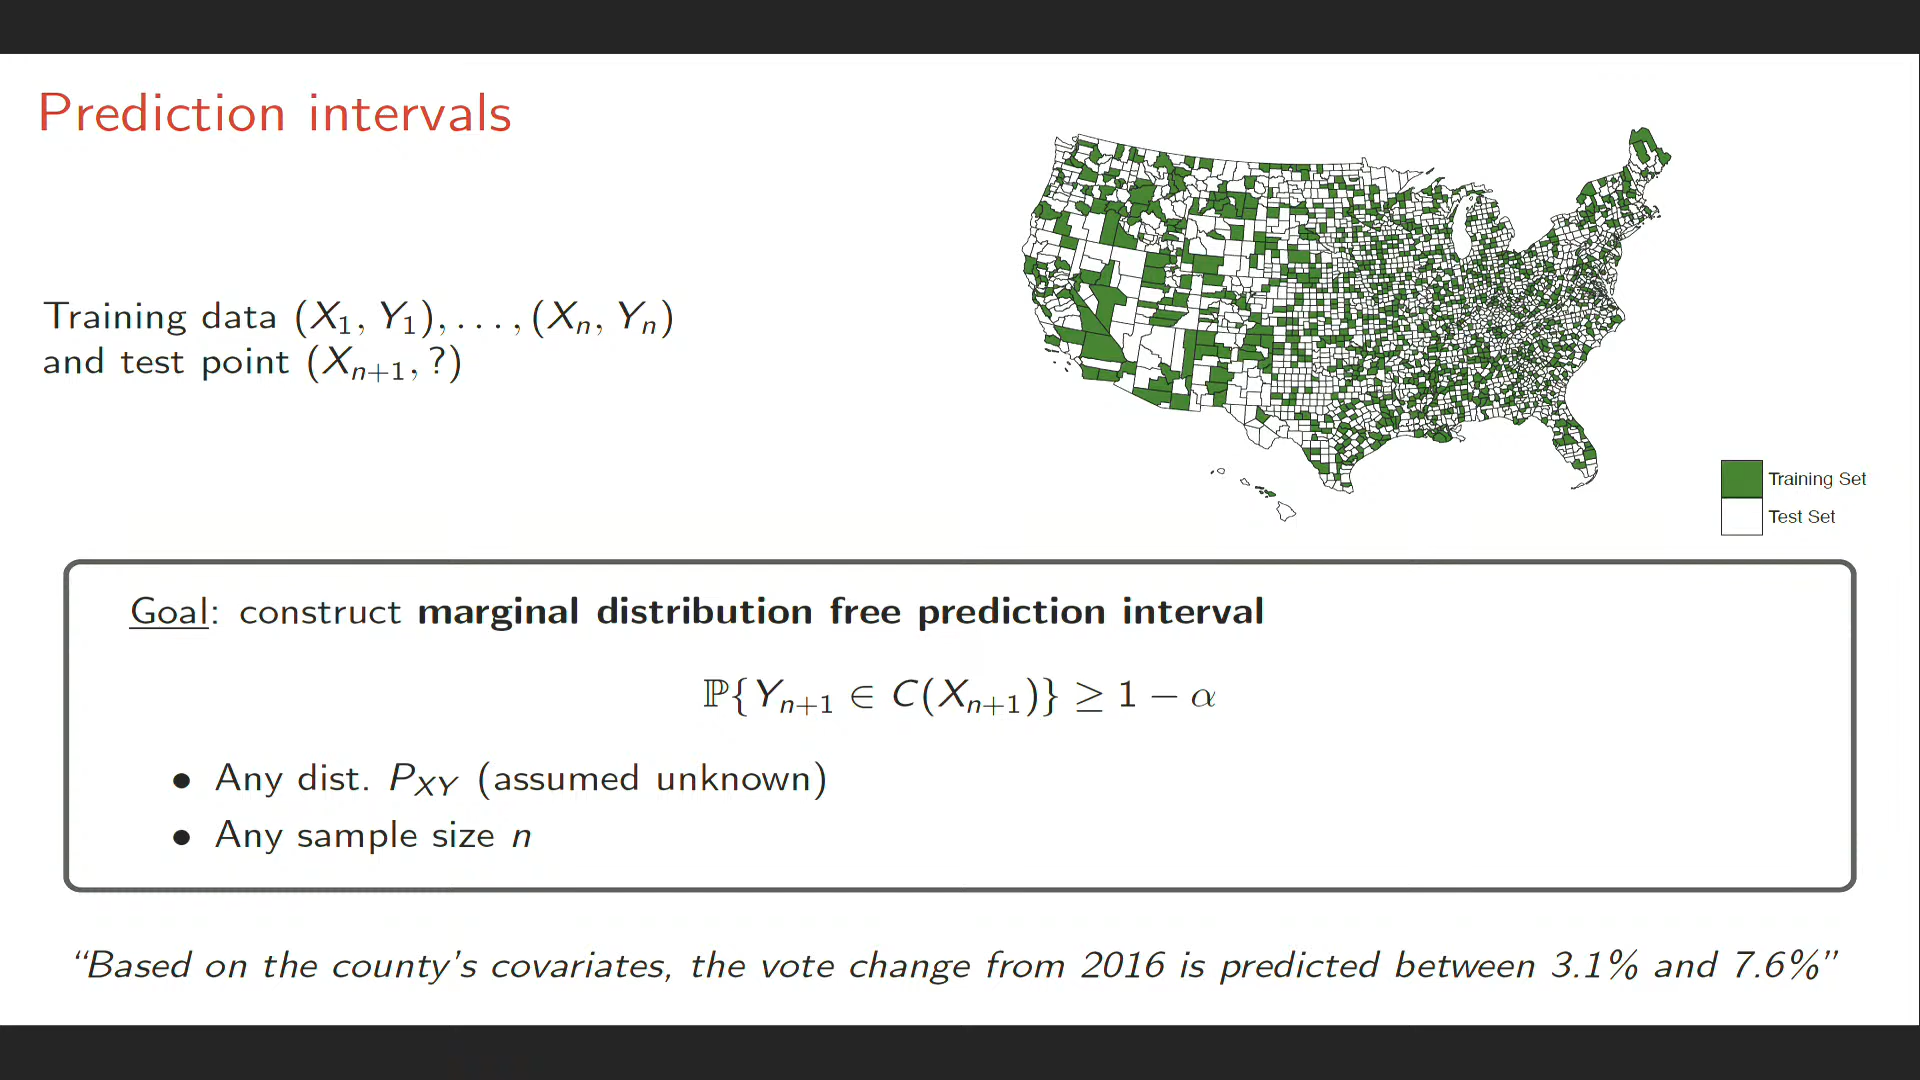 Prediction intervals
Training data (X₁, Y₁), . . . , (Xₙ, Yₙ)
and test point (Xₙ₊₁, ?)
Training Set
Test Set
Goal: construct marginal distribution free prediction interval
ℙ{Yₙ₊₁ ∈ C(Xₙ₊₁)} ≥ 1 − α
• Any dist. P_XY (assumed unknown)
• Any sample size n
“Based on the county’s covariates, the vote change from 2016 is predicted between 3.1% and 7.6%”